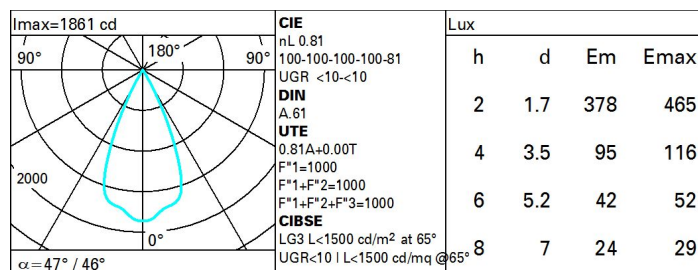 Imax=1861 cd
90°
180°
90°
2000
0°
α=47° / 46°
CIE
nL 0.81
100-100-100-100-81
UGR <10-<10
DIN
A.61
UTE
0.81A+0.00T
F"1=1000
F"1+F"2=1000
F"1+F"2+F"3=1000
CIBSE
LG3 L<1500 cd/m² at 65°
UGR<10 | L<1500 cd/mq @65°
Lux
h d Em Emax
2 1.7 378 465
4 3.5 95 116
6 5.2 42 52
8 7 24 29